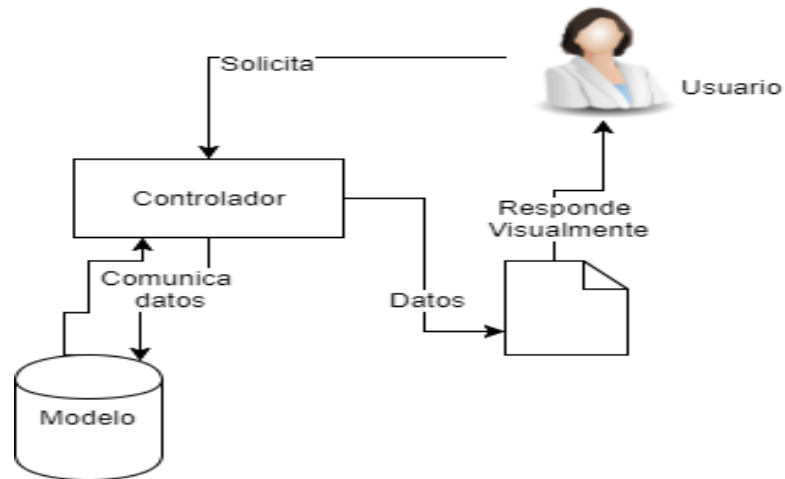 Solicita
Usuario
Controlador
Responde
Visualmente
Comunica
datos
Datos
Modelo